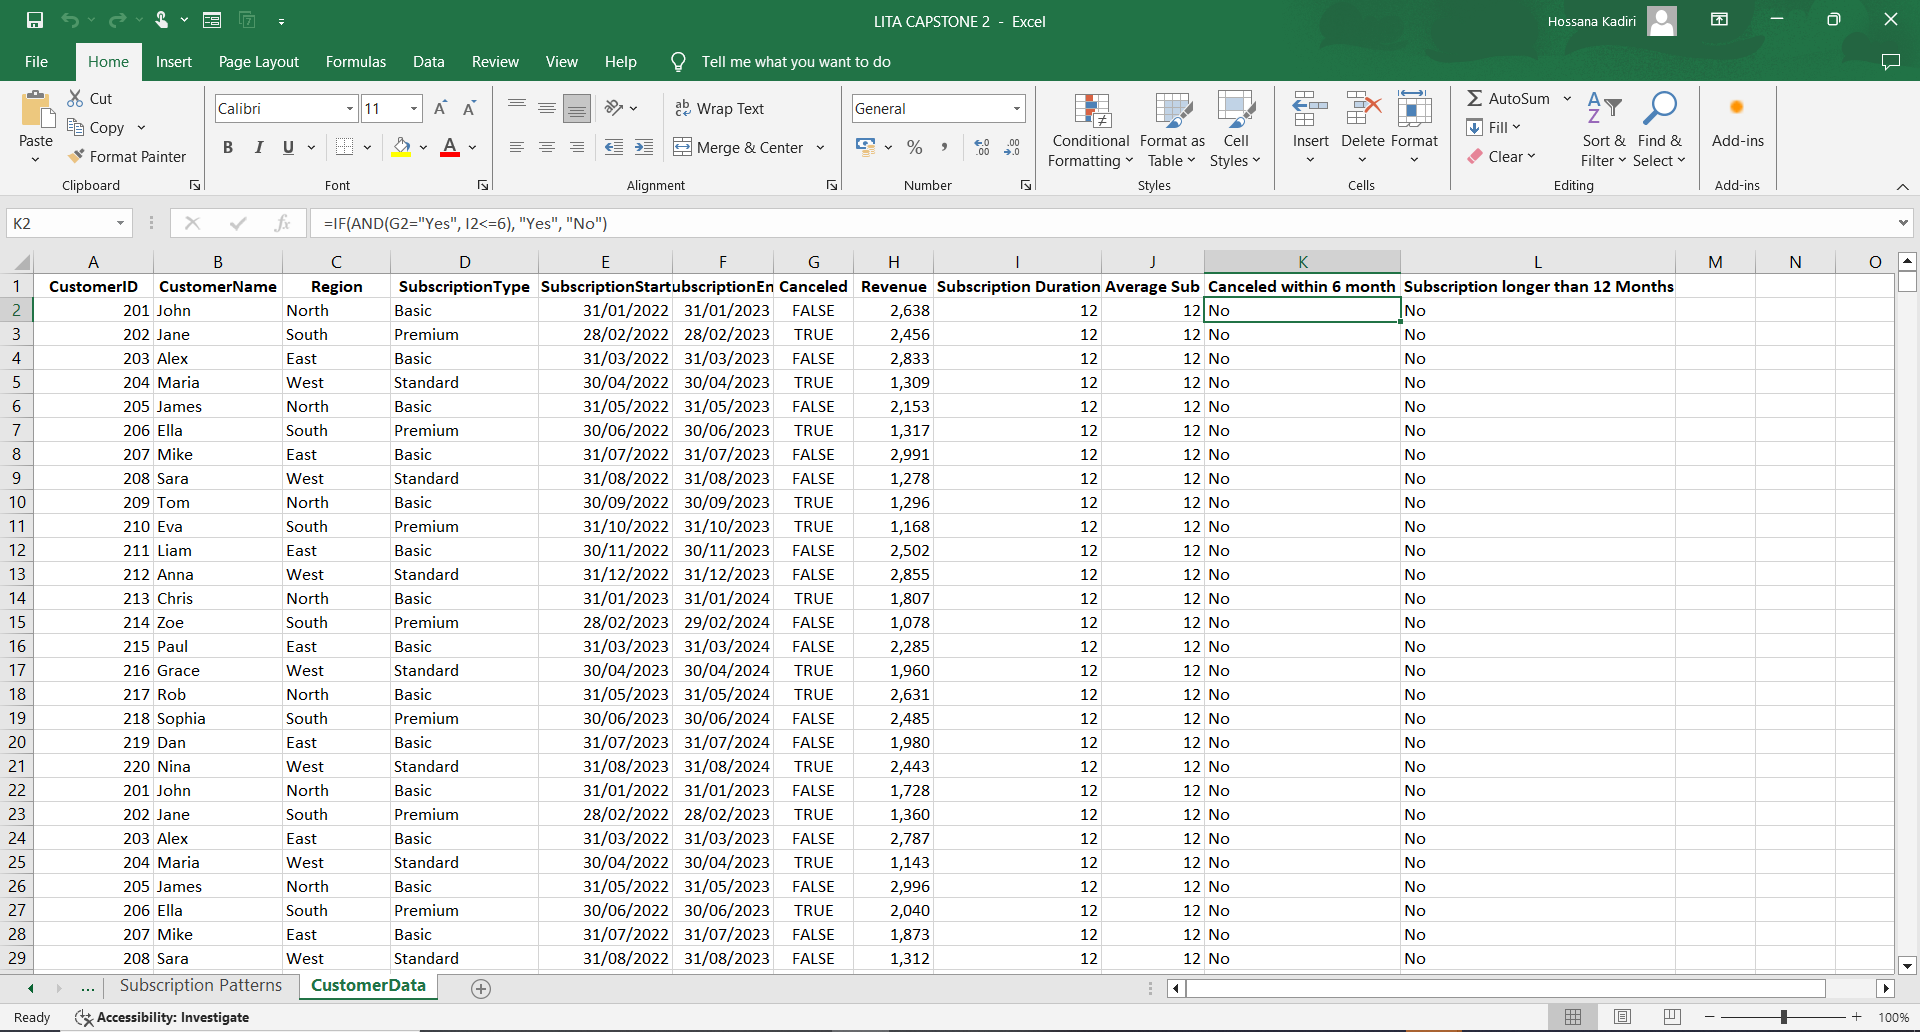 LITA CAPSTONE 2 - Excel
Hossana Kadiri
File Home Insert Page Layout Formulas Data Review View Help Tell me what you want to do
Paste
Cut
Copy
Format Painter
Clipboard
Calibri 11
B I U
Font
Wrap Text
Merge & Center
Alignment
General
Number
Conditional Formatting
Format as Table
Cell Styles
Styles
Insert Delete Format
Cells
AutoSum
Fill
Clear
Sort & Filter
Find & Select
Editing
Add-ins
Add-ins
K2 fx =IF(AND(G2="Yes", I2<=6), "Yes", "No")
A B C D E F G H I J K L M N O
1 CustomerID CustomerName Region SubscriptionType SubscriptionStart ubscriptionEn Canceled Revenue Subscription Duration Average Sub Canceled within 6 month Subscription longer than 12 Months
2 201 John North Basic 31/01/2022 31/01/2023 FALSE 2,638 12 12 No No
3 202 Jane South Premium 28/02/2022 28/02/2023 TRUE 2,456 12 12 No No
4 203 Alex East Basic 31/03/2022 31/03/2023 FALSE 2,833 12 12 No No
5 204 Maria West Standard 30/04/2022 30/04/2023 TRUE 1,309 12 12 No No
6 205 James North Basic 31/05/2022 31/05/2023 FALSE 2,153 12 12 No No
7 206 Ella South Premium 30/06/2022 30/06/2023 TRUE 1,317 12 12 No No
8 207 Mike East Basic 31/07/2022 31/07/2023 FALSE 2,991 12 12 No No
9 208 Sara West Standard 31/08/2022 31/08/2023 FALSE 1,278 12 12 No No
10 209 Tom North Basic 30/09/2022 30/09/2023 TRUE 1,296 12 12 No No
11 210 Eva South Premium 31/10/2022 31/10/2023 TRUE 1,168 12 12 No No
12 211 Liam East Basic 30/11/2022 30/11/2023 FALSE 2,502 12 12 No No
13 212 Anna West Standard 31/12/2022 31/12/2023 FALSE 2,855 12 12 No No
14 213 Chris North Basic 31/01/2023 31/01/2024 TRUE 1,807 12 12 No No
15 214 Zoe South Premium 28/02/2023 29/02/2024 TRUE 1,078 12 12 No No
16 215 Paul East Basic 31/03/2023 31/03/2024 FALSE 2,285 12 12 No No
17 216 Grace West Standard 30/04/2023 30/04/2024 TRUE 1,960 12 12 No No
18 217 Rob North Basic 31/05/2023 31/05/2024 TRUE 2,631 12 12 No No
19 218 Sophia South Premium 30/06/2023 30/06/2024 FALSE 2,485 12 12 No No
20 219 Dan East Basic 31/07/2023 31/07/2024 FALSE 1,980 12 12 No No
21 220 Nina West Standard 31/08/2023 31/08/2024 TRUE 2,443 12 12 No No
22 201 John North Basic 31/01/2022 31/01/2023 FALSE 1,728 12 12 No No
23 202 Jane South Premium 28/02/2022 28/02/2023 TRUE 1,360 12 12 No No
24 203 Alex East Basic 31/03/2022 31/03/2023 FALSE 2,787 12 12 No No
25 204 Maria West Standard 30/04/2022 30/04/2023 TRUE 1,143 12 12 No No
26 205 James North Basic 31/05/2022 31/05/2023 FALSE 2,996 12 12 No No
27 206 Ella South Premium 30/06/2022 30/06/2023 TRUE 2,040 12 12 No No
28 207 Mike East Basic 31/07/2022 31/07/2023 FALSE 1,873 12 12 No No
29 208 Sara West Standard 31/08/2022 31/08/2023 FALSE 1,312 12 12 No No
... Subscription Patterns CustomerData
Ready Accessibility: Investigate 100%